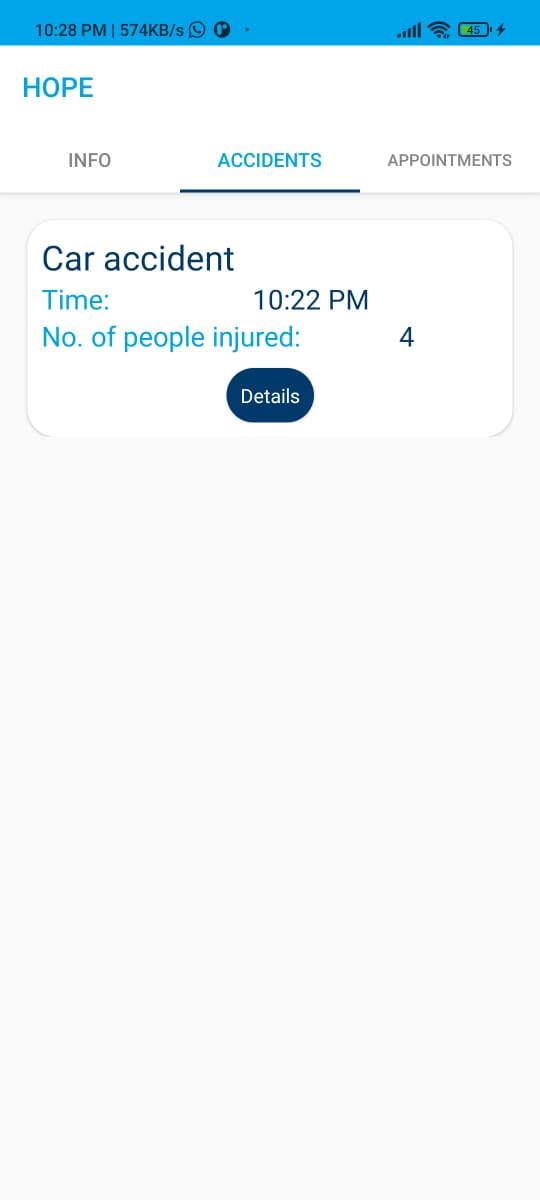 10:28 PM | 574KB/s 45
HOPE
INFO ACCIDENTS APPOINTMENTS
Car accident
Time: 10:22 PM
No. of people injured: 4
Details